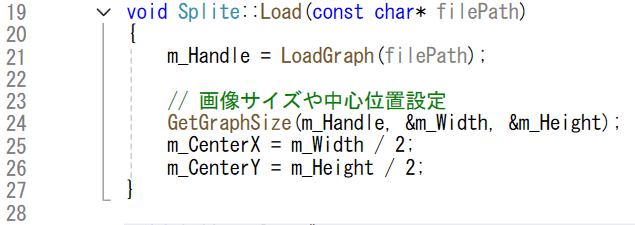 19 void Splite::Load(const char* filePath)
20 {
21 m_Handle = LoadGraph(filePath);
22
23 // 画像サイズや中心位置設定
24 GetGraphSize(m_Handle, &m_Width, &m_Height);
25 m_CenterX = m_Width / 2;
26 m_CenterY = m_Height / 2;
27 }
28